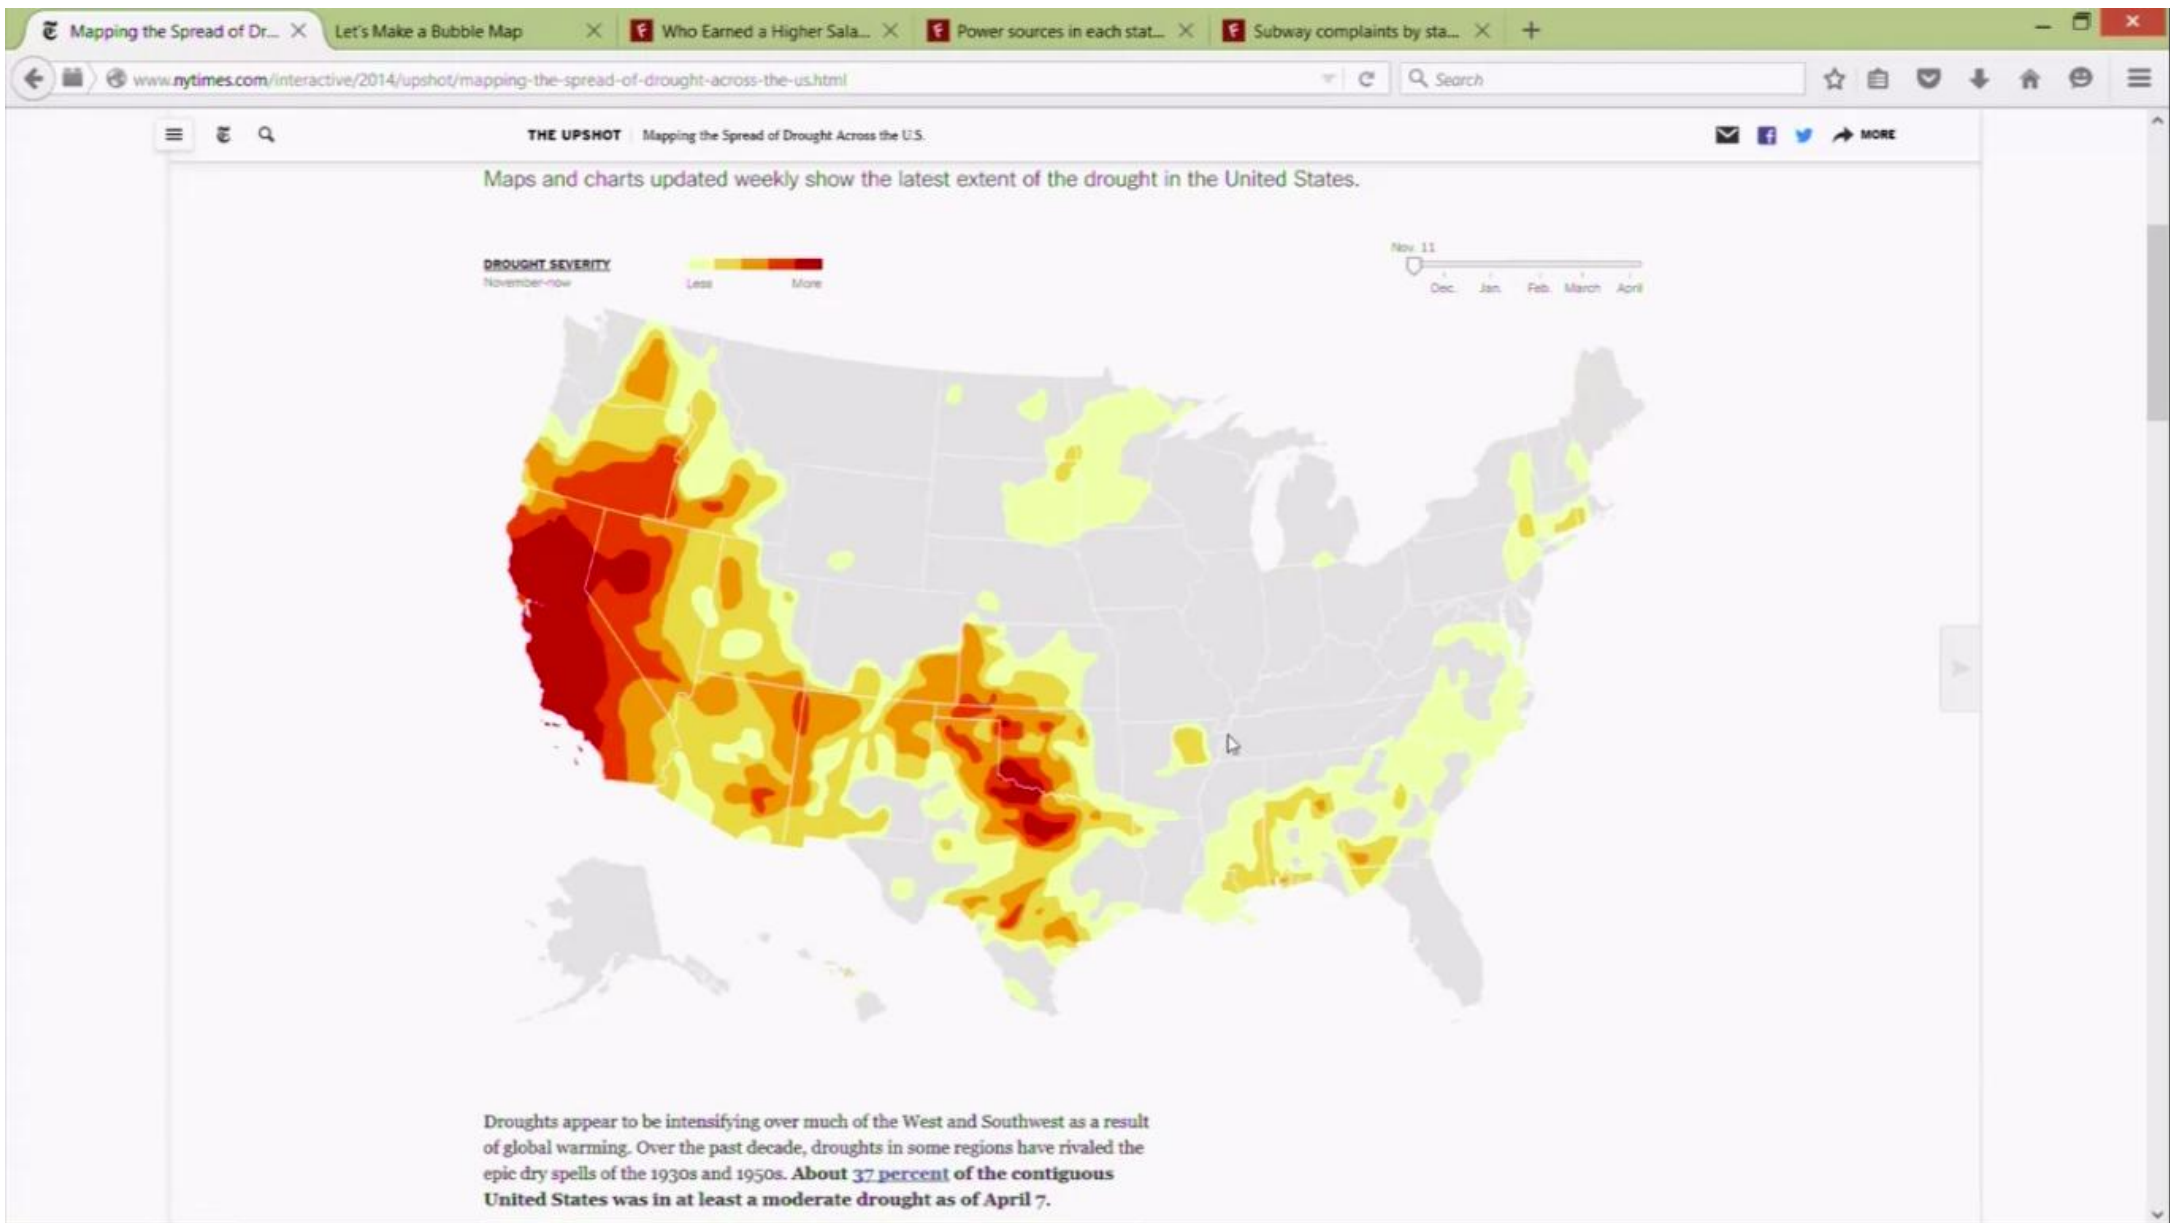 Mapping the Spread of Dr...
Let's Make a Bubble Map
Who Earned a Higher Sala...
Power sources in each stat...
Subway complaints by sta...
www.nytimes.com/interactive/2014/upshot/mapping-the-spread-of-drought-across-the-us.html
Search
THE UPSHOT Mapping the Spread of Drought Across the U.S.
MORE
Maps and charts updated weekly show the latest extent of the drought in the United States.
DROUGHT SEVERITY
November-now
Less More
Nov. 11
Dec. Jan. Feb. March April
Droughts appear to be intensifying over much of the West and Southwest as a result
of global warming. Over the past decade, droughts in some regions have rivaled the
epic dry spells of the 1930s and 1950s. About 37 percent of the contiguous
United States was in at least a moderate drought as of April 7.